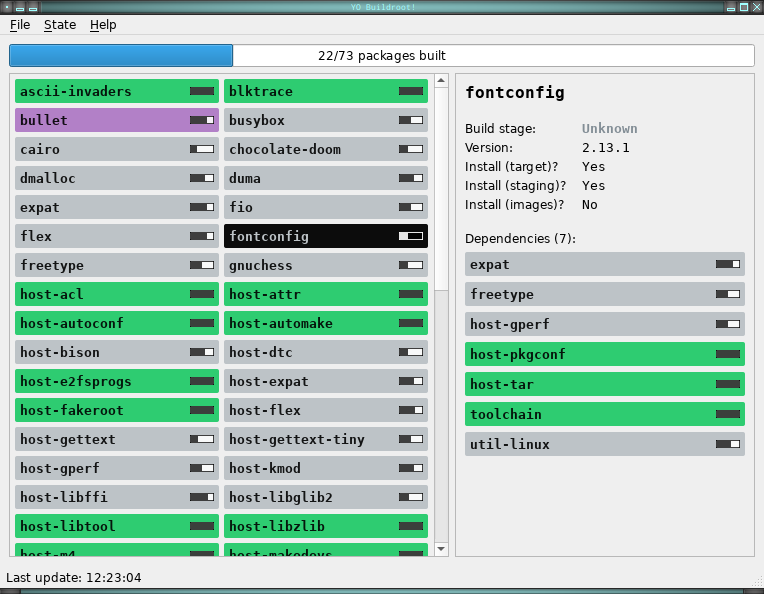 YO Buildroot!
File State Help
22/73 packages built
ascii-invaders blktrace
bullet busybox
cairo chocolate-doom
dmalloc duma
expat fio
flex fontconfig
freetype gnuchess
host-acl host-attr
host-autoconf host-automake
host-bison host-dtc
host-e2fsprogs host-expat
host-fakeroot host-flex
host-gettext host-gettext-tiny
host-gperf host-kmod
host-libffi host-libglib2
host-libtool host-libzlib
host-m4 host-makedevs
fontconfig
Build stage: Unknown
Version: 2.13.1
Install (target)? Yes
Install (staging)? Yes
Install (images)? No
Dependencies (7):
expat
freetype
host-gperf
host-pkgconf
host-tar
toolchain
util-linux
Last update: 12:23:04